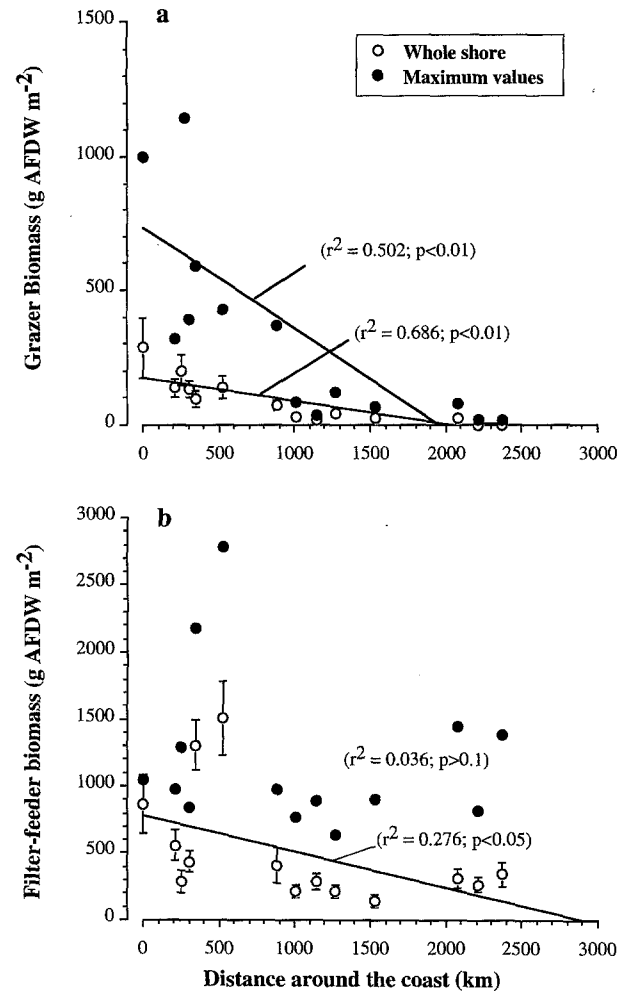 a
1500
1000
500
0
Grazer Biomass (g AFDW m-2)
Whole shore
Maximum values
(r2 = 0.502; p<0.01)
(r2 = 0.686; p<0.01)
0 500 1000 1500 2000 2500 3000
b
3000
2500
2000
1500
1000
500
0
Filter-feeder biomass (g AFDW m-2)
(r2 = 0.036; p>0.1)
(r2 = 0.276; p<0.05)
0 500 1000 1500 2000 2500 3000
Distance around the coast (km)